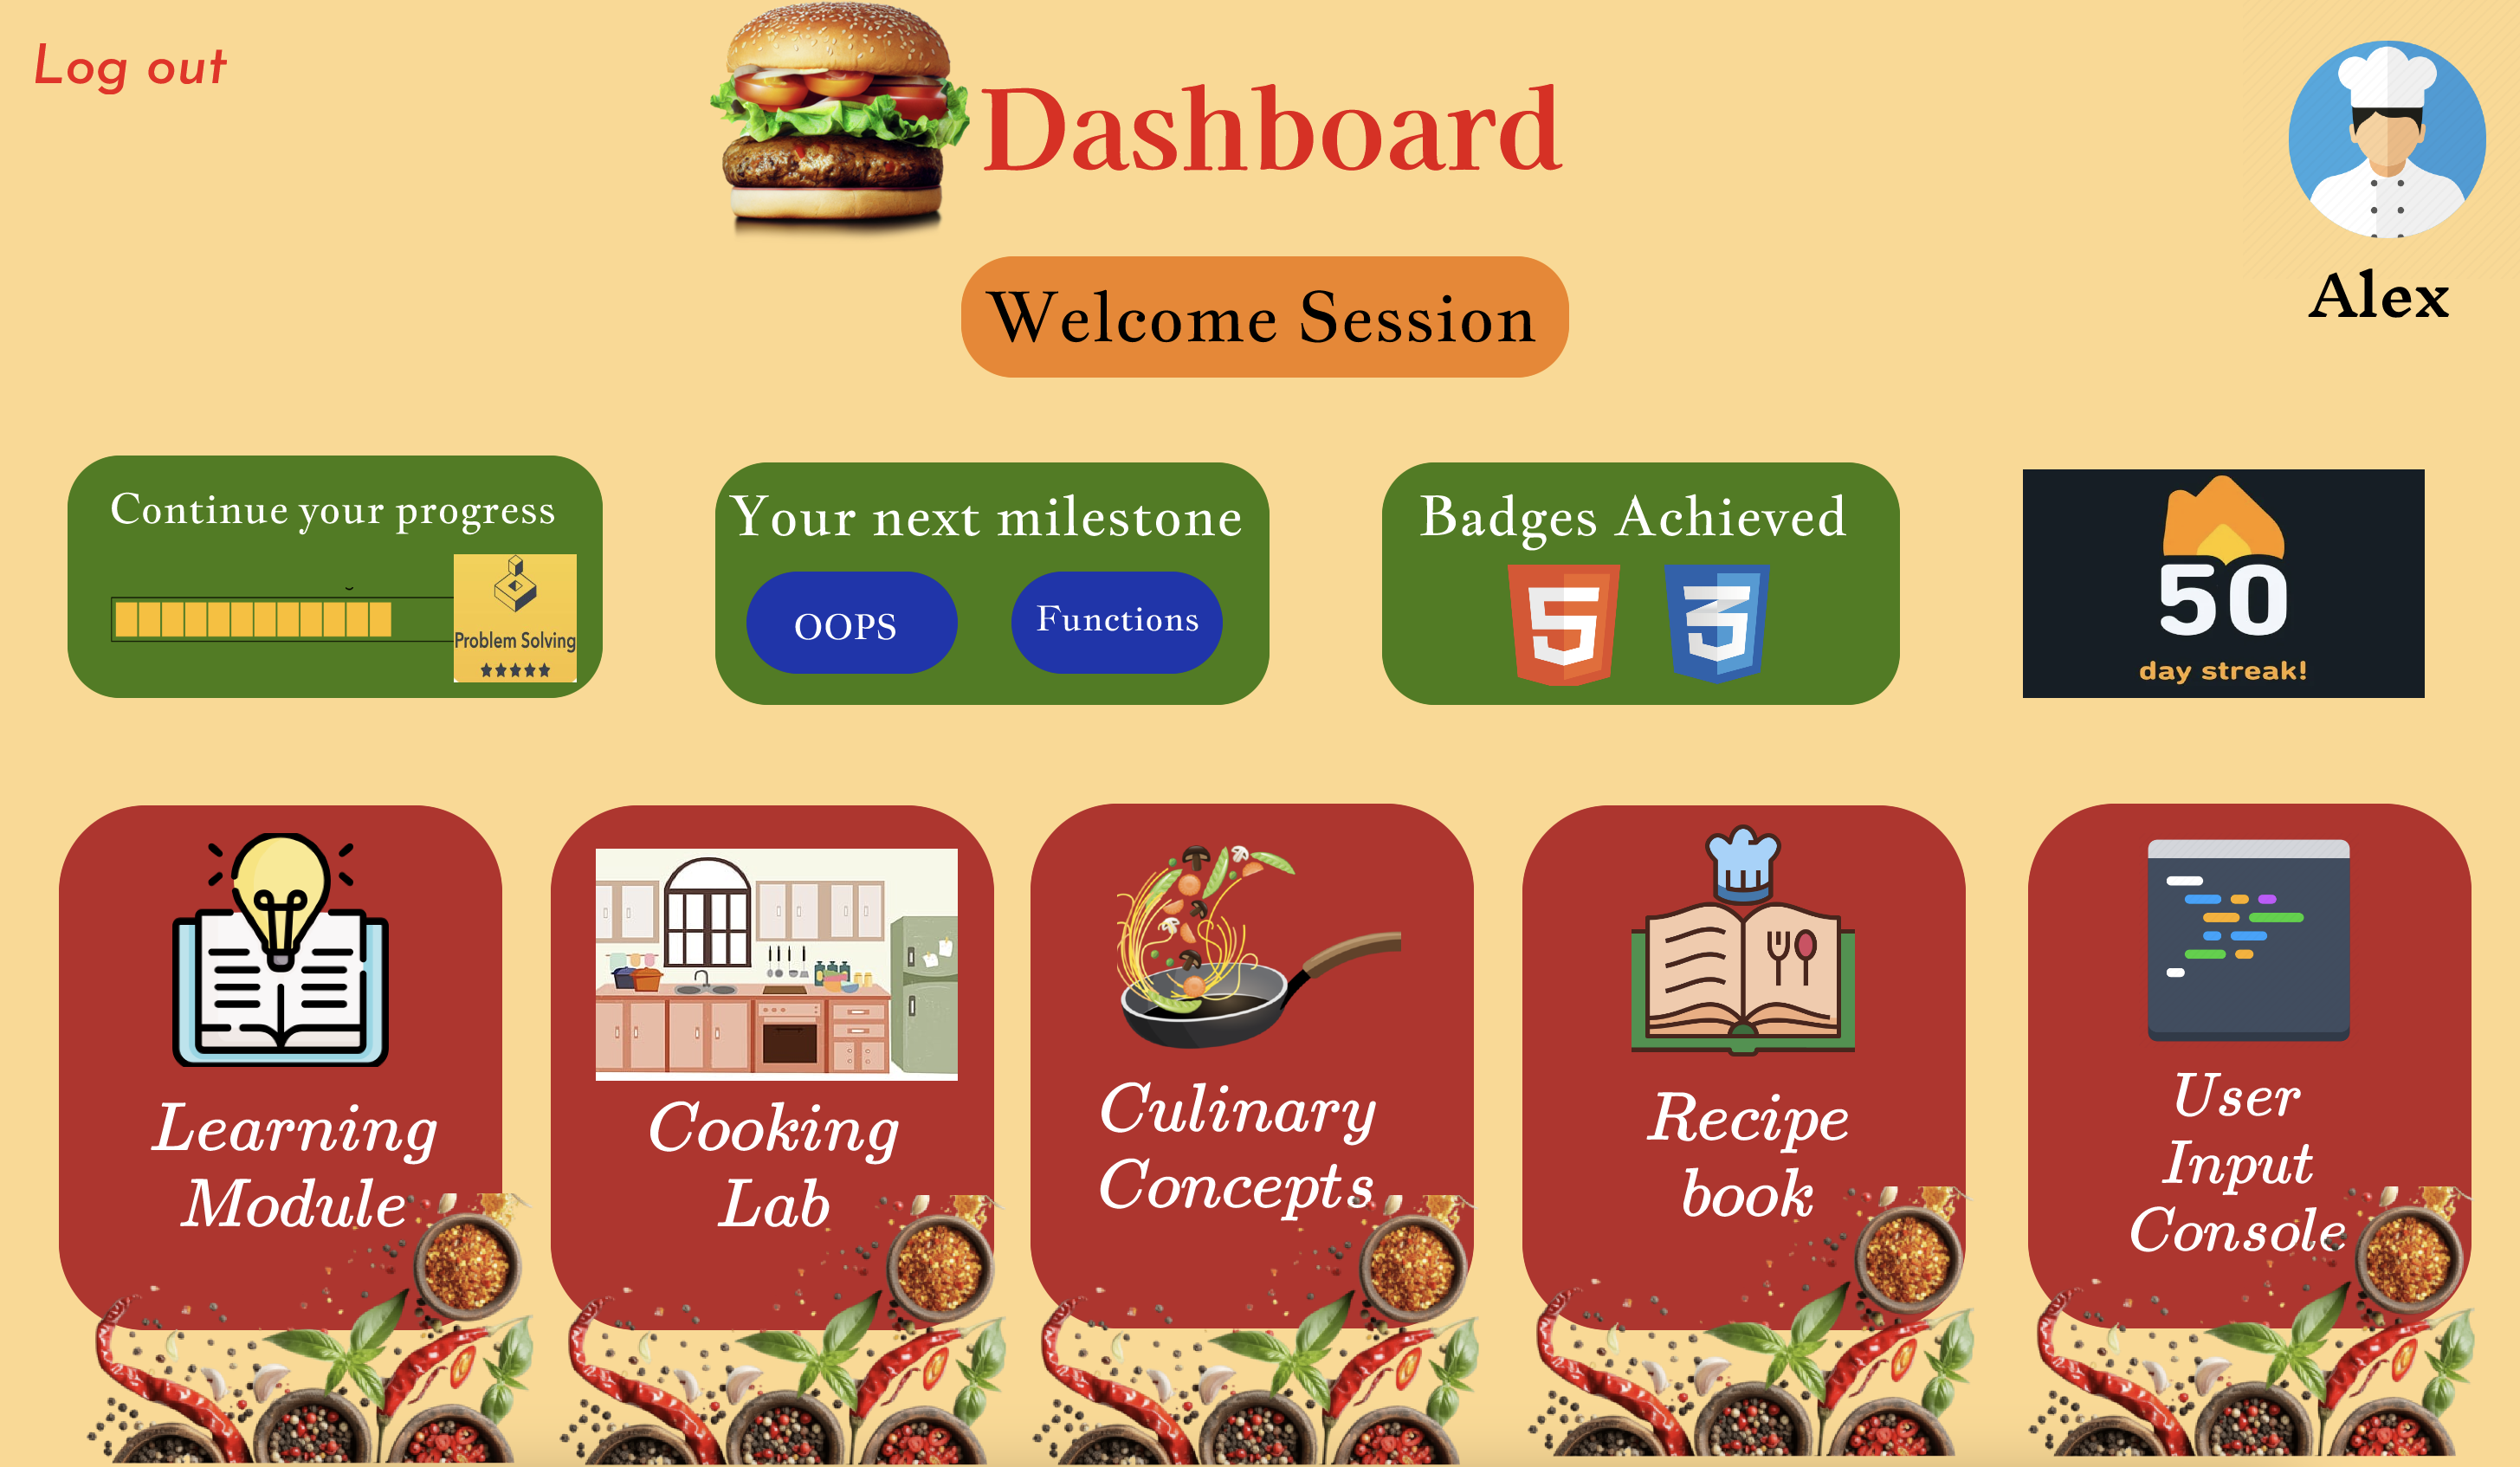 Log out
Dashboard
Alex
Welcome Session
Continue your progress
Problem Solving
Your next milestone
OOPS
Functions
Badges Achieved
5
3
50
day streak!
Learning
Module
Cooking
Lab
Culinary
Concepts
Recipe
book
User
Input
Console